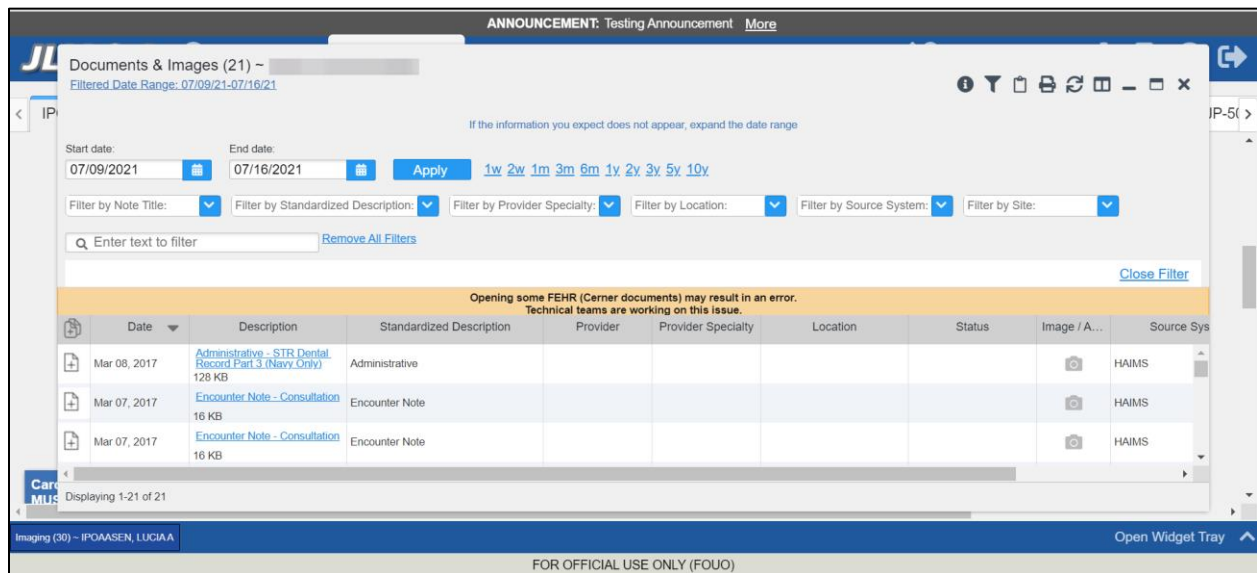 ANNOUNCEMENT: Testing Announcement More
JL
Documents & Images (21) ~
Filtered Date Range: 07/09/21-07/16/21
IPO
JP-50
If the information you expect does not appear, expand the date range
Start date: End date:
07/09/2021 07/16/2021 Apply 1w 2w 1m 3m 6m 1y 2y 3y 5y 10y
Filter by Note Title: Filter by Standardized Description: Filter by Provider Specialty: Filter by Location: Filter by Source System: Filter by Site:
Enter text to filter Remove All Filters
Close Filter
Opening some FEHR (Cerner documents) may result in an error.
Technical teams are working on this issue.
Date Description Standardized Description Provider Provider Specialty Location Status Image / A... Source Sys
Mar 08, 2017 Administrative - STR Dental Record Part 3 (Navy Only) 128 KB Administrative HAIMS
Mar 07, 2017 Encounter Note - Consultation 16 KB Encounter Note HAIMS
Mar 07, 2017 Encounter Note - Consultation 16 KB Encounter Note HAIMS
Card
MUS
Displaying 1-21 of 21
Imaging (30) ~ IPOAASEN, LUCIA A Open Widget Tray
FOR OFFICIAL USE ONLY (FOUO)